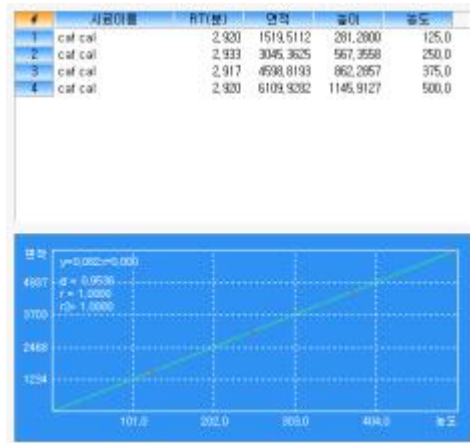 # 시료이름 RT(분) 면적 높이 농도
1 caf cal 2,920 1519,5112 281,2800 125,0
2 caf cal 2,933 3045,3625 567,3558 250,0
3 caf cal 2,917 4598,8193 862,2857 375,0
4 caf cal 2,920 6109,9282 1145,9127 500,0
면적
r = 1,0000
r2= 1,0000
3700
2468
1234
101,0 202,0 303,0 404,0 농도